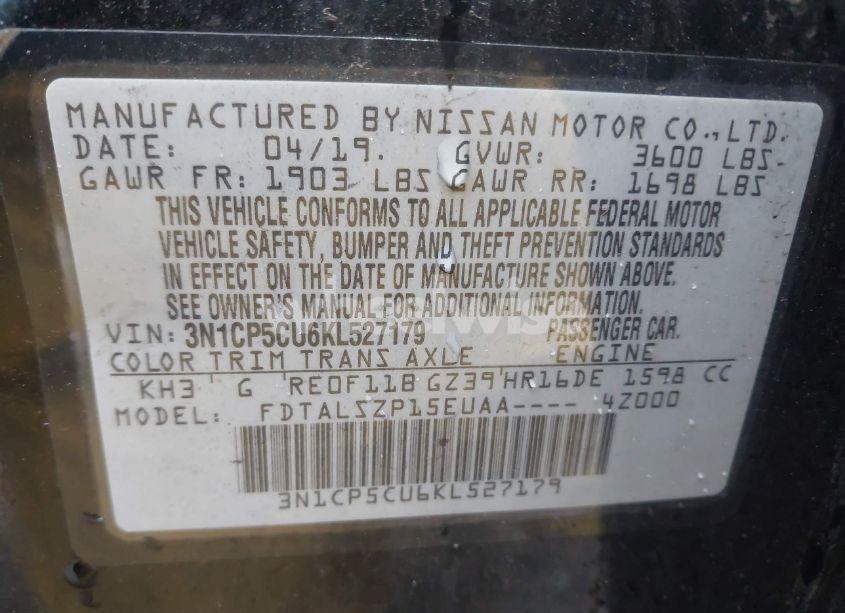 MANUFACTURED BY NISSAN MOTOR CO.,LTD.
DATE: 04/19. GVWR: 3600 LBS
GAWR FR: 1903 LBS GAWR RR: 1698 LBS
THIS VEHICLE CONFORMS TO ALL APPLICABLE FEDERAL MOTOR
VEHICLE SAFETY, BUMPER AND THEFT PREVENTION STANDARDS
IN EFFECT ON THE DATE OF MANUFACTURE SHOWN ABOVE.
SEE OWNER'S MANUAL FOR ADDITIONAL INFORMATION.
VIN: 3N1CP5CU6KL527179 PASSENGER CAR
COLOR TRIM TRANS AXLE ENGINE
KH3 G RE0F11B GZ39 HR16DE 1598 CC
MODEL: FDTALSZP15EUAA---- 4Z000
3N1CP5CU6KL527179